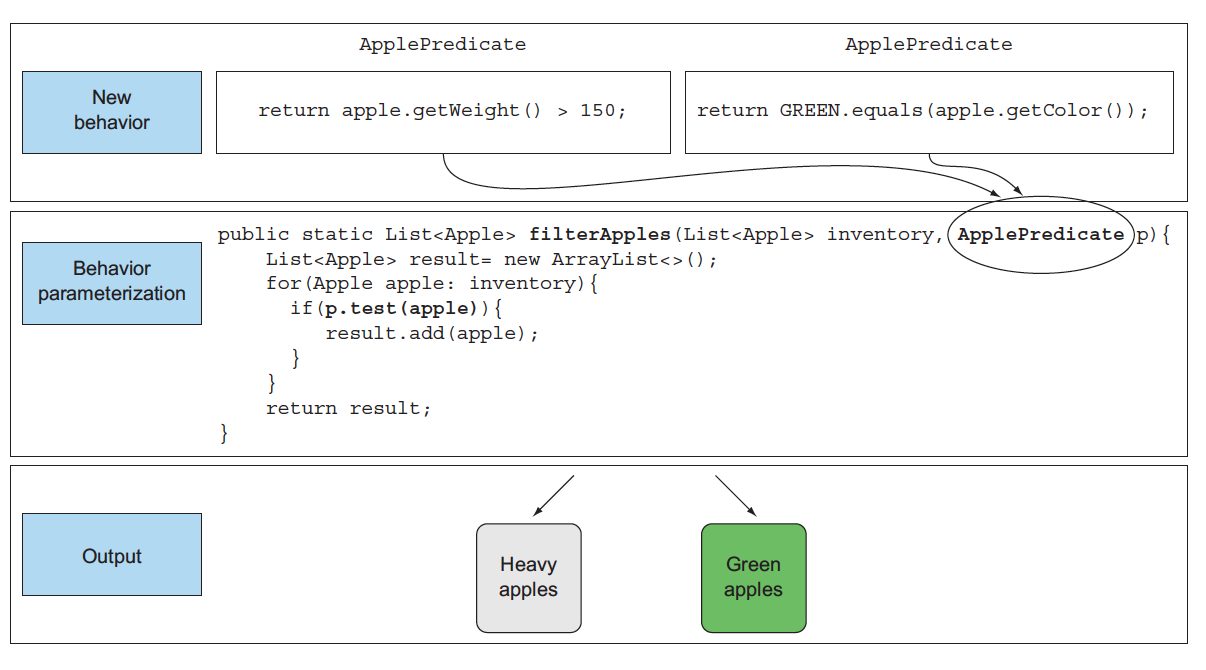 ApplePredicate
ApplePredicate
New
behavior
return apple.getWeight() > 150;
return GREEN.equals(apple.getColor());
Behavior
parameterization
public static List<Apple> filterApples(List<Apple> inventory, ApplePredicate p){
List<Apple> result= new ArrayList<>();
for(Apple apple: inventory){
if(p.test(apple)){
result.add(apple);
}
}
return result;
}
Output
Heavy
apples
Green
apples